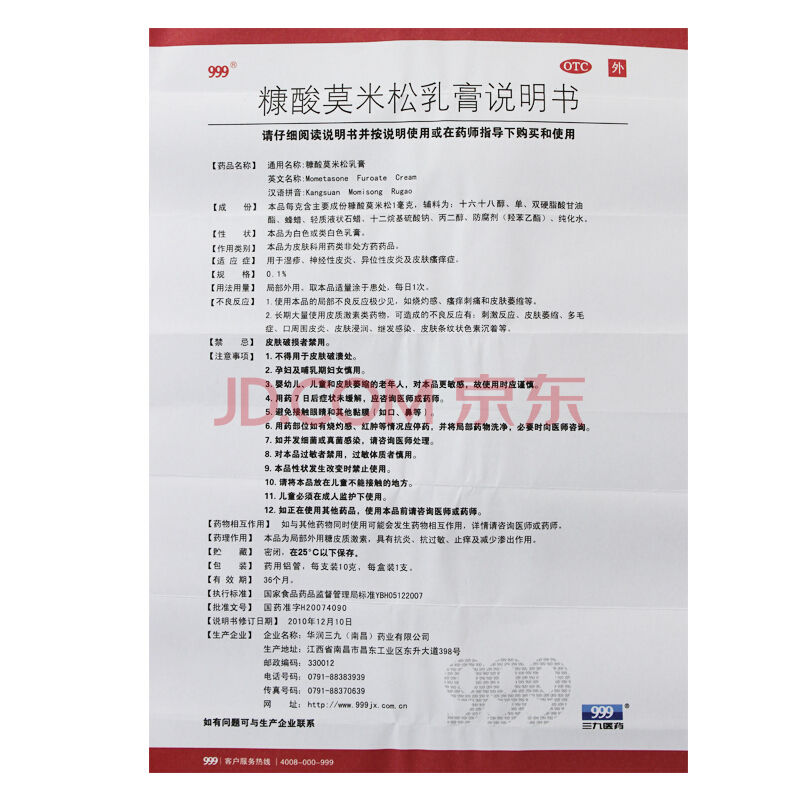 999®
OTC
外
糠酸莫米松乳膏说明书
请仔细阅读说明书并按说明使用或在药师指导下购买和使用
【药品名称】 通用名称:糠酸莫米松乳膏
英文名称:Mometasone Furoate Cream
汉语拼音:Kangsuan Momisong Rugao
【成 份】 本品每克含主要成份糠酸莫米松1毫克，辅料为：十六十八醇、单、双硬脂酸甘油
酯、蜂蜡、轻质液状石蜡、十二烷基硫酸钠、丙二醇、防腐剂（羟苯乙酯）、纯化水。
【性 状】 本品为白色或类白色乳膏。
【作用类别】 本品为皮肤科用药类非处方药药品。
【适 应 症】 用于湿疹、神经性皮炎、异位性皮炎及皮肤瘙痒症。
【规 格】 0.1%
【用法用量】 局部外用、取本品适量涂于患处，每日1次。
【不良反应】 1.使用本品的局部不良反应极少见，如烧灼感、瘙痒刺痛和皮肤萎缩等。
2.长期大量使用皮质激素类药物，可造成的不良反应有：刺激反应、皮肤萎缩、多毛
症、口周围皮炎、皮肤浸润、继发感染、皮肤条纹状色素沉着等。
【禁 忌】 皮肤破损者禁用。
【注意事项】 1. 不得用于皮肤破溃处。
2. 孕妇及哺乳期妇女慎用。
3. 婴幼儿、儿童和皮肤萎缩的老年人，对本品更敏感，故使用时应谨慎。
4. 用药 7 日后症状未缓解，应咨询医师或药师。
5. 避免接触眼睛和其他黏膜（如口、鼻等）。
6. 用药部位如有烧灼感、红肿等情况应停药，并将局部药物洗净，必要时向医师咨询。
7. 如并发细菌或真菌感染，请咨询医师处理。
8. 对本品过敏者禁用，过敏体质者慎用。
9. 本品性状发生改变时禁止使用。
10. 请将本品放在儿童不能接触的地方。
11. 儿童必须在成人监护下使用。
12. 如正在使用其他药品，使用本品前请咨询医师或药师。
【药物相互作用】 如与其他药物同时使用可能会发生药物相互作用，详情请咨询医师或药师。
【药理作用】 本品为局部外用糖皮质激素，具有抗炎、抗过敏、止痒及减少渗出作用。
【贮 藏】 密闭，在25°C以下保存。
【包 装】 药用铝管，每支装10克，每盒装1支。
【有 效 期】 36个月。
【执行标准】 国家食品药品监督管理局标准YBH05122007
【批准文号】 国药准字H20074090
【说明书修订日期】 2010年12月10日
【生产企业】 企业名称：华润三九（南昌）药业有限公司
生产地址：江西省南昌市昌东工业区东升大道398号
邮政编码：330012
电话号码：0791-88383939
传真号码：0791-88370639
网 址：http://www.999jx.com.cn
如有问题可与生产企业联系
999
999®
三九医药
999 | 客户服务热线 | 4008-000-999
JD.COM 京东